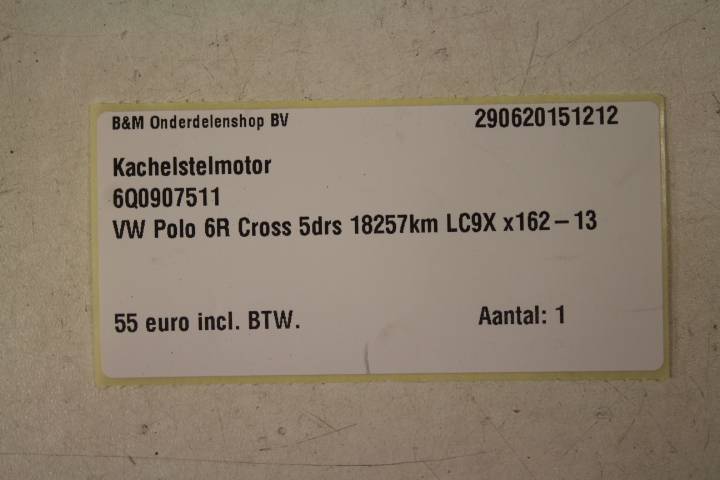 B&M Onderdelenshop BV 290620151212
Kachelstelmotor
6Q0907511
VW Polo 6R Cross 5drs 18257km LC9X x162-13
55 euro incl. BTW. Aantal: 1